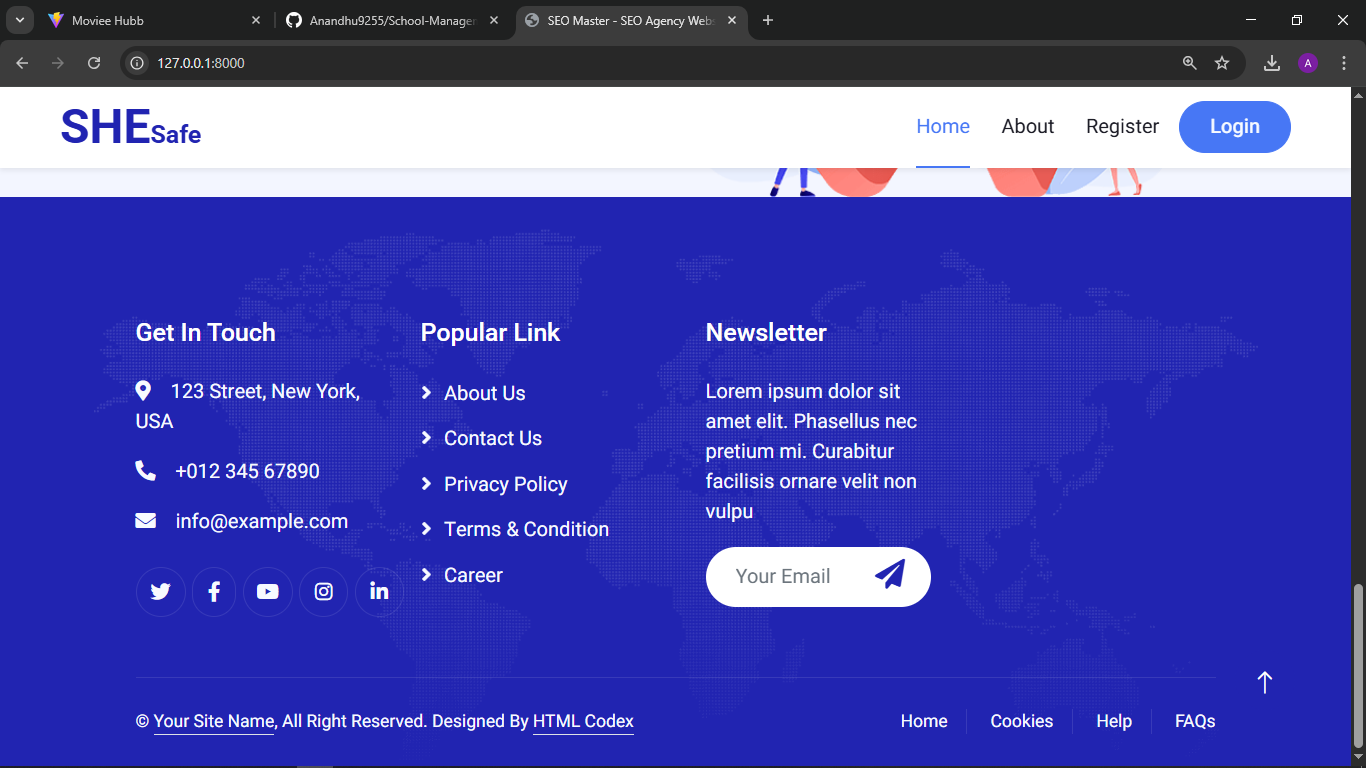 Moviee Hubb
Anandhu9255/School-Manager
SEO Master - SEO Agency Webs
127.0.0.1:8000
A
SHESafe
Home About Register Login
Get In Touch
123 Street, New York,
USA
+012 345 67890
info@example.com
Popular Link
About Us
Contact Us
Privacy Policy
Terms & Condition
Career
Newsletter
Lorem ipsum dolor sit
amet elit. Phasellus nec
pretium mi. Curabitur
facilisis ornare velit non
vulpu
Your Email
© Your Site Name, All Right Reserved. Designed By HTML Codex
Home Cookies Help FAQs